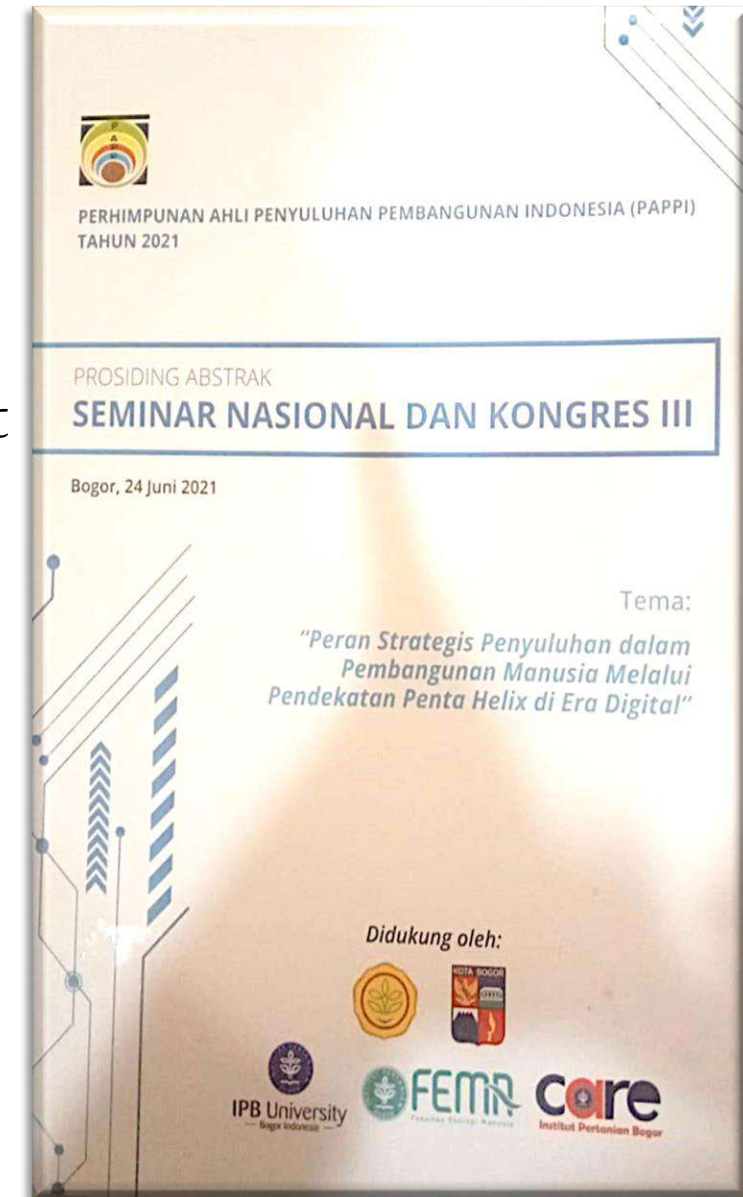 PERHIMPUNAN AHLI PENYULUHAN PEMBANGUNAN INDONESIA (PAPPI)
TAHUN 2021
PROSIDING ABSTRAK
SEMINAR NASIONAL DAN KONGRES III
Bogor, 24 Juni 2021
Tema:
"Peran Strategis Penyuluhan dalam
Pembangunan Manusia Melalui
Pendekatan Penta Helix di Era Digital"
Didukung oleh:
KOTA BOGOR
IPB University
Bogor Indonesia
FEMA
Fakultas Ekologi Manusia
Care
Institut Pertanian Bogor